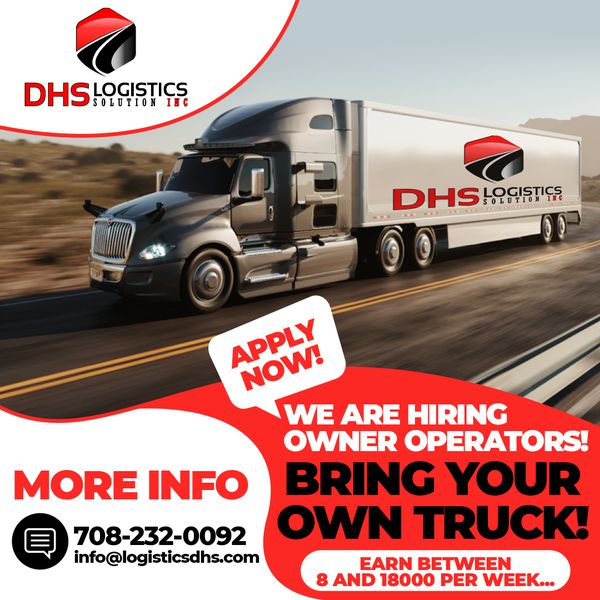 DHS LOGISTICS
SOLUTION INC
DHS LOGISTICS
SOLUTION INC
APPLY
NOW!
WE ARE HIRING
OWNER OPERATORS!
BRING YOUR
OWN TRUCK!
EARN BETWEEN
8 AND 18000 PER WEEK...
MORE INFO
708-232-0092
info@logisticsdhs.com